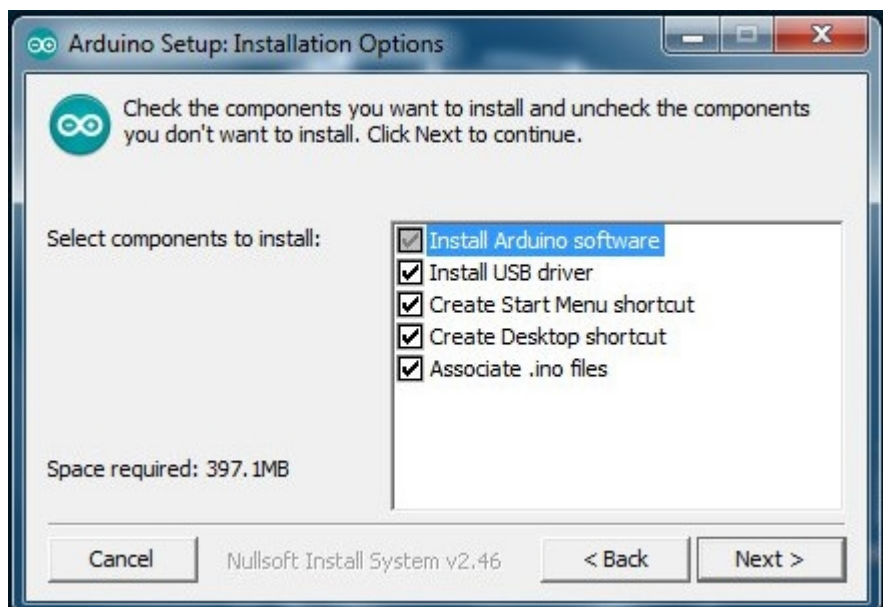 Arduino Setup: Installation Options
Check the components you want to install and uncheck the components
you don't want to install. Click Next to continue.
Select components to install:
Install Arduino software
Install USB driver
Create Start Menu shortcut
Create Desktop shortcut
Associate .ino files
Space required: 397.1MB
Cancel
Nullsoft Install System v2.46
< Back
Next >